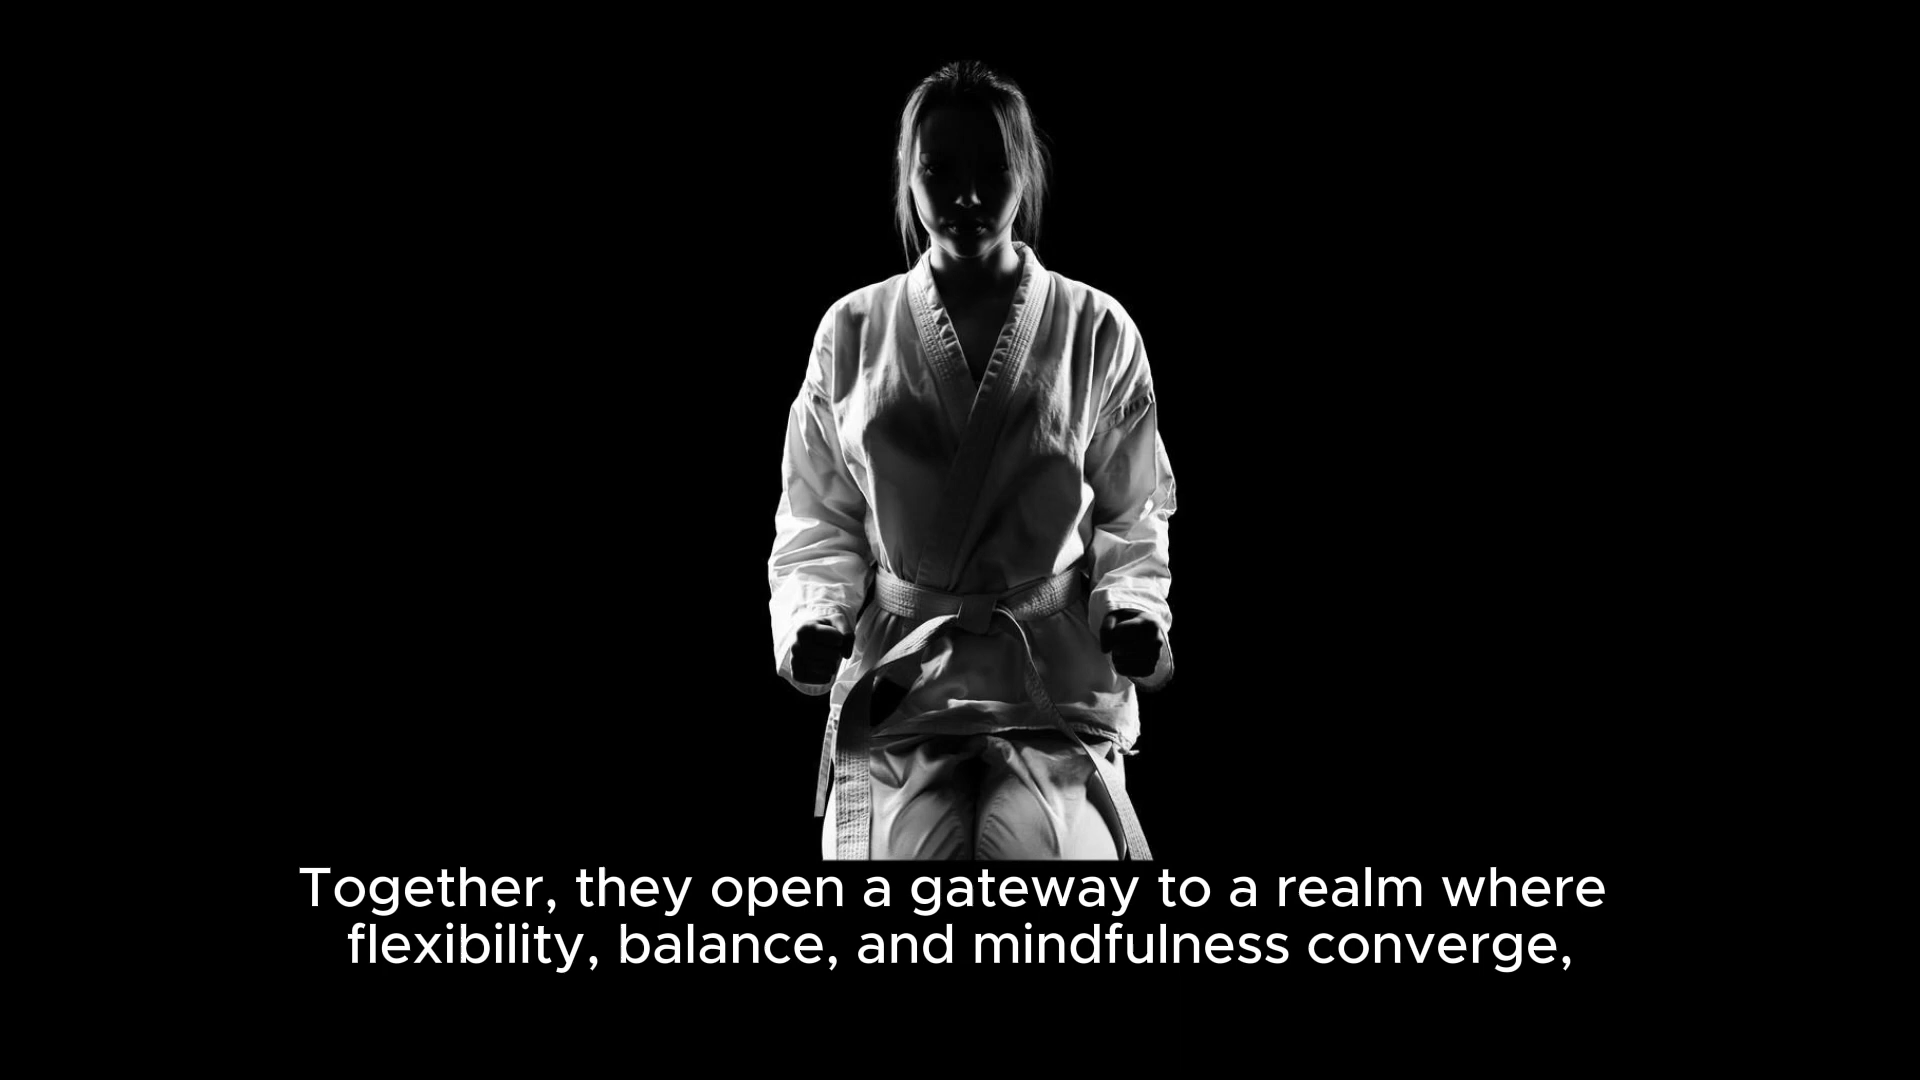 Together, they open a gateway to a realm where
flexibility, balance, and mindfulness converge,